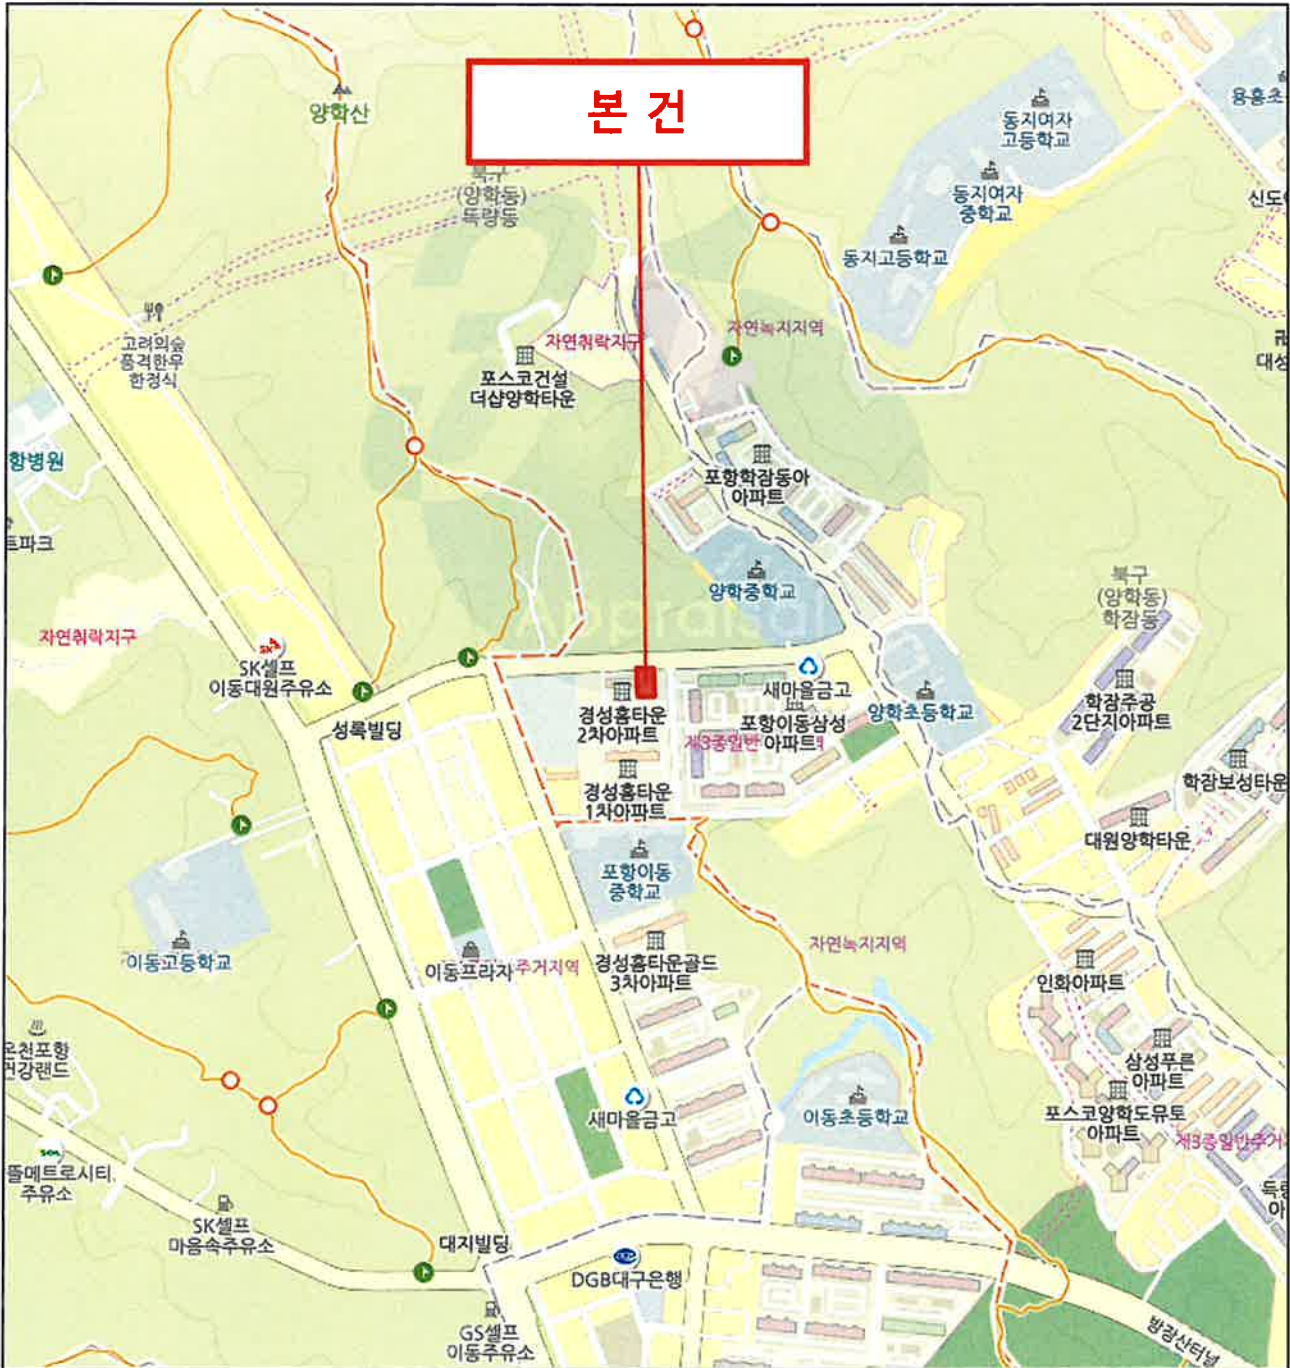 본 건
양학산
동지여자
고등학교
용흥초
동지여자
중학교
북구
(양학동)
득량동
신도
동지고등학교
고려의숲
풍격한우
한정식
자연취락지구
자연녹지지역
포스코건설
더샵양학타운
대성
항병원
포항학잠동아
아파트
트파크
양학중학교
Appraisal
북구
(양학동)
학잠동
자연취락지구
SK셀프
이동대원주유소
성록빌딩
경성홈타운
2차아파트
새마을금고
포항이동삼성
아파트
제3종일반
양학초등학교
학잠주공
2단지아파트
학잠보성타운
경성홈타운
1차아파트
대원양학타운
포항이동
중학교
이동고등학교
이동프라자
주거지역
경성홈타운골드
3차아파트
자연녹지지역
인화아파트
온천포항
건강랜드
삼성푸른
아파트
새마을금고
이동초등학교
포스코양학도뮤토
아파트
제3종일반주거
뜰메트로시티
주유소
득량
아
SK셀프
마음속주유소
대지빌딩
DGB대구은행
GS셀프
이동주유소
방장산터널